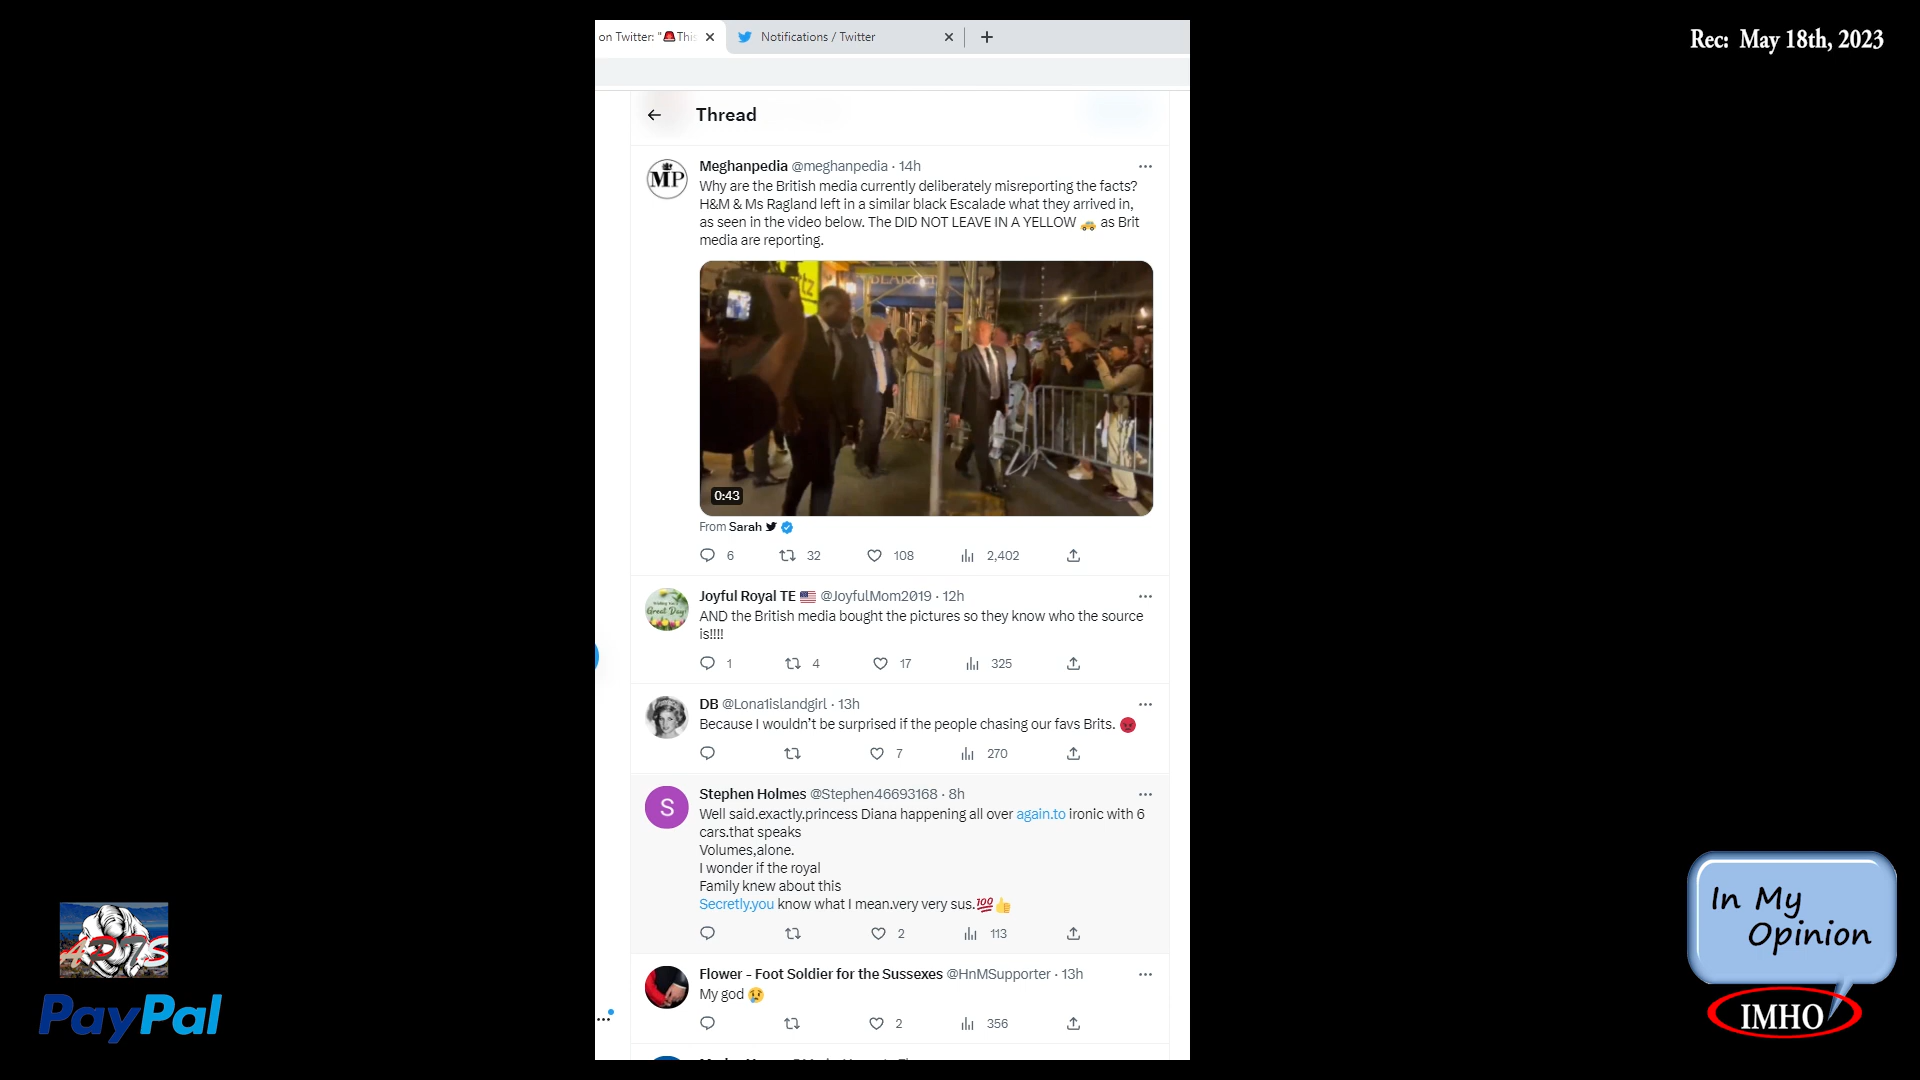 on Twitter: "🚨This
Notifications / Twitter
Rec: May 18th, 2023
Thread
Meghanpedia @meghanpedia · 14h
MP
Why are the British media currently deliberately misreporting the facts?
H&M & Ms Ragland left in a similar black Escalade what they arrived in,
as seen in the video below. The DID NOT LEAVE IN A YELLOW 🚕 as Brit
media are reporting.
0:43
From Sarah
6 32 108 2,402
Joyful Royal TE 🇺🇸 @JoyfulMom2019 · 12h
Great Day!
AND the British media bought the pictures so they know who the source
is!!!!
1 4 17 325
DB @Lona1islandgirl · 13h
Because I wouldn't be surprised if the people chasing our favs Brits. 😡
7 270
Stephen Holmes @Stephen46693168 · 8h
S
Well said.exactly.princess Diana happening all over again.to ironic with 6
cars.that speaks
Volumes,alone.
I wonder if the royal
Family knew about this
Secretly.you know what I mean.very very sus.💯👍
2 113
Flower - Foot Soldier for the Sussexes @HnMSupporter · 13h
My god 😢
2 356
PayPal
In My
Opinion
IMHO